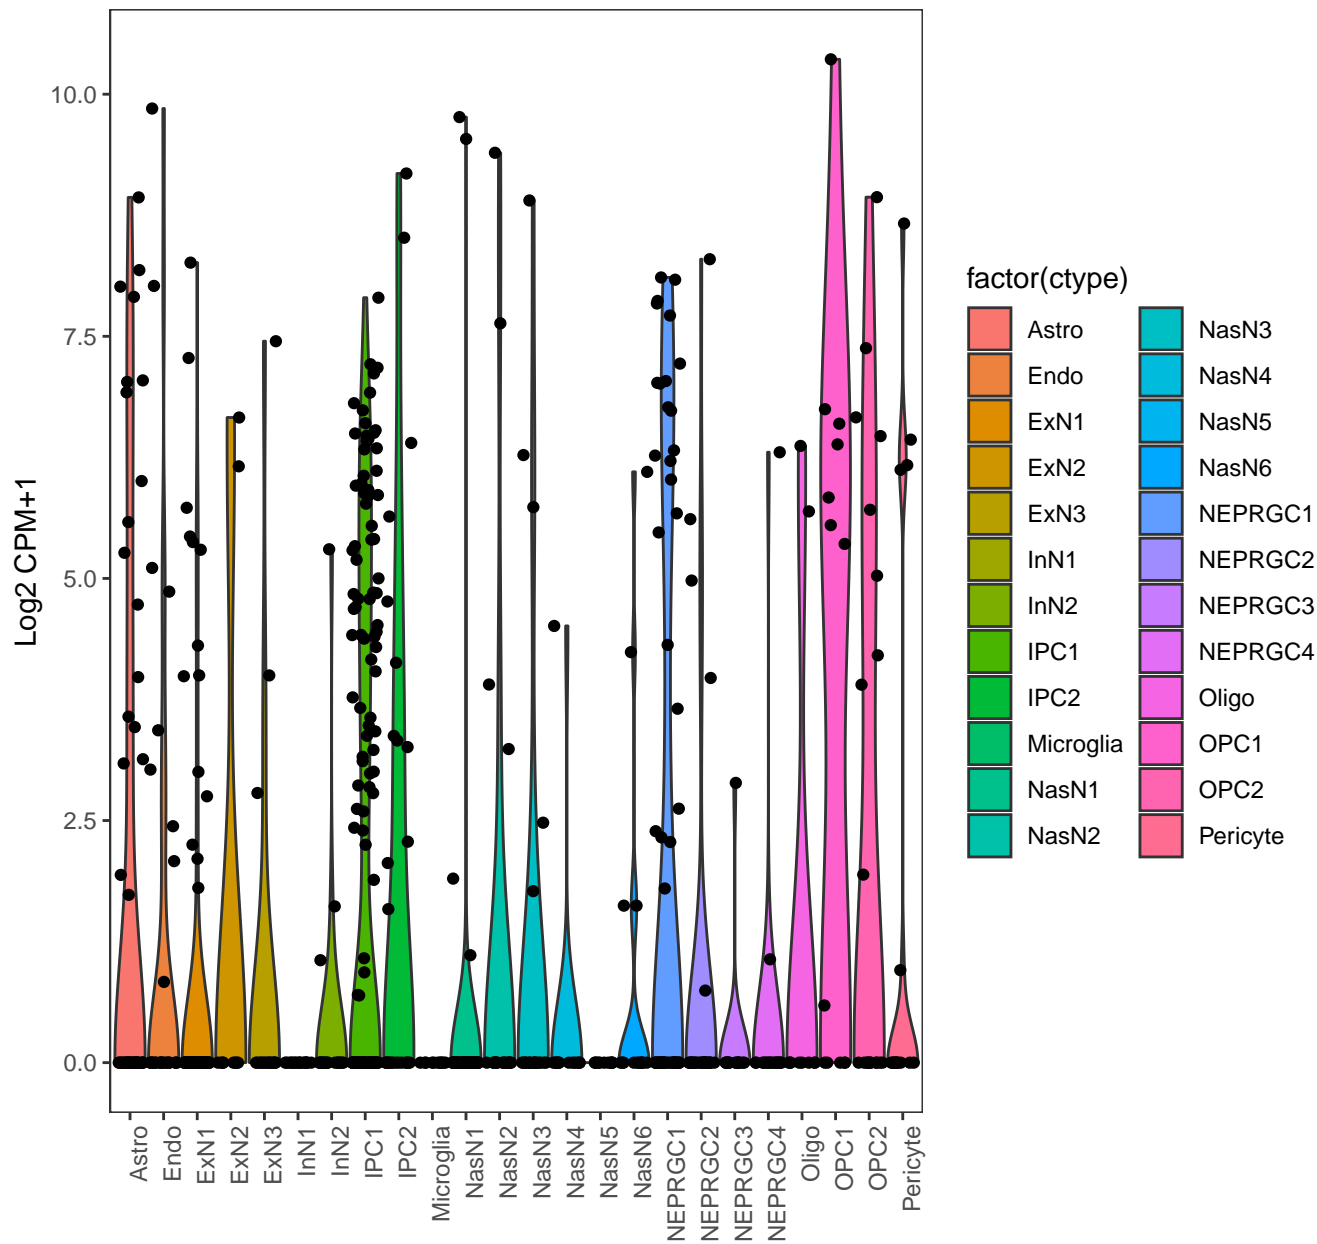 10.0
7.5
5.0
2.5
0.0
Log2 CPM+1
Astro
Endo
ExN1
ExN2
ExN3
InN1
InN2
IPC1
IPC2
Microglia
NasN1
NasN2
NasN3
NasN4
NasN5
NasN6
NEPRGC1
NEPRGC2
NEPRGC3
NEPRGC4
Oligo
OPC1
OPC2
Pericyte
factor(ctype)
Astro
Endo
ExN1
ExN2
ExN3
InN1
InN2
IPC1
IPC2
Microglia
NasN1
NasN2
NasN3
NasN4
NasN5
NasN6
NEPRGC1
NEPRGC2
NEPRGC3
NEPRGC4
Oligo
OPC1
OPC2
Pericyte